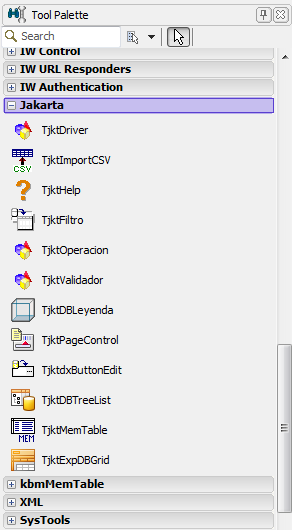 Tool Palette
Search
IW Control
IW URL Responders
IW Authentication
Jakarta
TjktDriver
CSV TjktImportCSV
TjktHelp
TjktFiltro
TjktOperacion
TjktValidador
TjktDBLeyenda
TjktPageControl
TjktdxButtonEdit
TjktDBTreeList
MEM TjktMemTable
TjktExpDBGrid
kbmMemTable
XML
SysTools